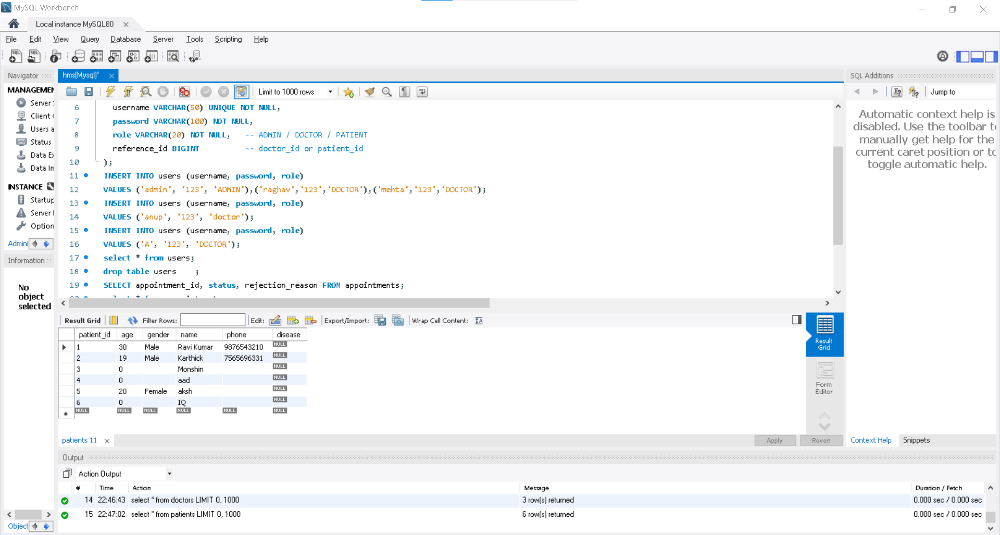 MySQL Workbench
Local instance MySQL80
File Edit View Query Database Server Tools Scripting Help
Navigator
MANAGEMEN
Server
Client
Users a
Status
Data Ex
Data In
INSTANCE
Startup
Server
Option
Admini
Information
No
object
selected
Object
hms(Mysql)*
Limit to 1000 rows
6 username VARCHAR(50) UNIQUE NOT NULL,
7 password VARCHAR(100) NOT NULL,
8 role VARCHAR(20) NOT NULL, -- ADMIN / DOCTOR / PATIENT
9 reference_id BIGINT -- doctor_id or patient_id
10 );
11 INSERT INTO users (username, password, role)
12 VALUES ('admin', '123', 'ADMIN'),('raghav','123','DOCTOR'),('mehta','123','DOCTOR');
13 INSERT INTO users (username, password, role)
14 VALUES ('anup', '123', 'doctor');
15 INSERT INTO users (username, password, role)
16 VALUES ('A', '123', 'DOCTOR');
17 select * from users;
18 drop table users ;
19 SELECT appointment_id, status, rejection_reason FROM appointments;
Result Grid Filter Rows: Edit: Export/Import: Wrap Cell Content:
patient_id age gender name phone disease
1 30 Male Ravi Kumar 9876543210 NULL
2 19 Male Karthick 7565696331 NULL
3 0 Monshin NULL
4 0 aad NULL
5 20 Female aksh NULL
6 0 IQ NULL
NULL NULL NULL NULL NULL NULL
Result
Grid
Form
Editor
patients 11
Apply Revert
SQL Additions
Jump to
Automatic context help is
disabled. Use the toolbar to
manually get help for the
current caret position or to
toggle automatic help.
Context Help Snippets
Output
Action Output
# Time Action Message Duration / Fetch
14 22:46:43 select * from doctors LIMIT 0, 1000 3 row(s) returned 0.000 sec / 0.000 sec
15 22:47:02 select * from patients LIMIT 0, 1000 6 row(s) returned 0.000 sec / 0.000 sec